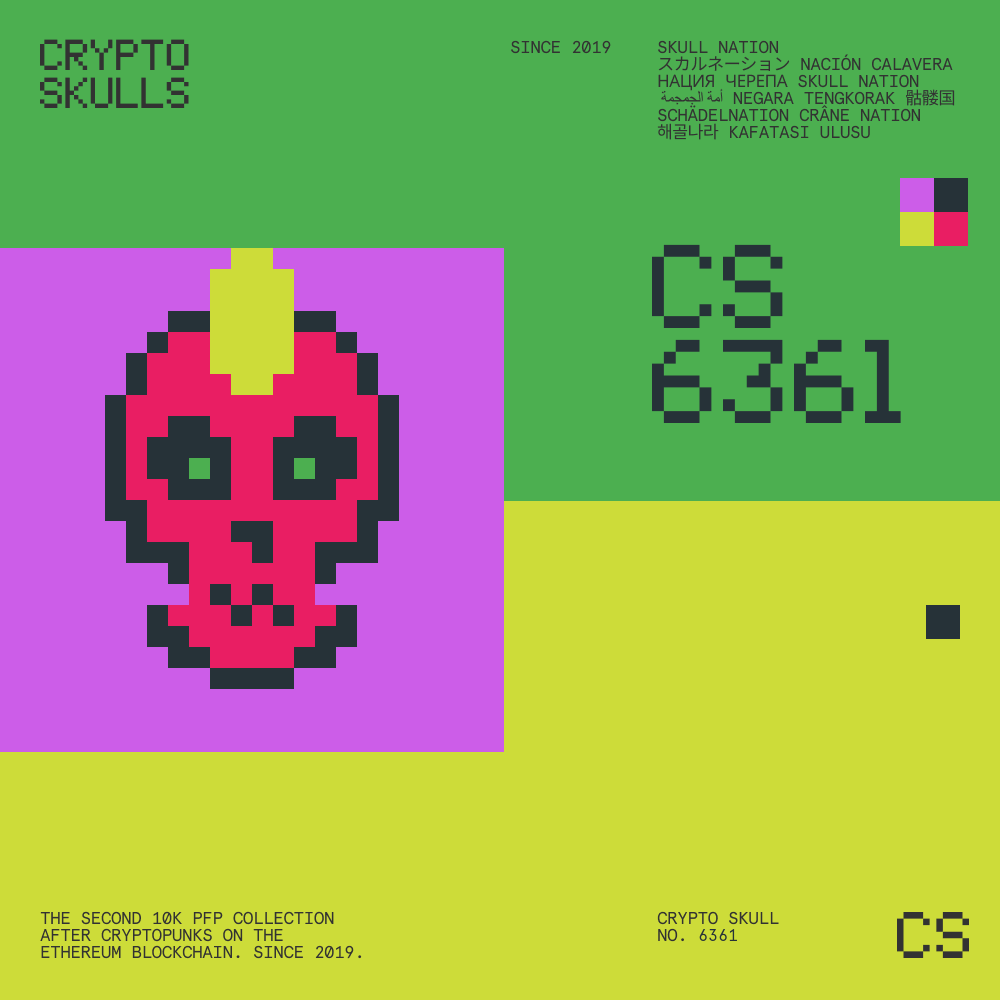 CRYPTO
SKULLS
SINCE 2019
SKULL NATION
スカルネーション NACIÓN CALAVERA
НАЦИЯ ЧЕРЕПА SKULL NATION
أمة الجمجمة NEGARA TENGKORAK 骷髅国
SCHÄDELNATION CRÂNE NATION
해골나라 KAFATASI ULUSU
CS
6361
THE SECOND 10K PFP COLLECTION
AFTER CRYPTOPUNKS ON THE
ETHEREUM BLOCKCHAIN. SINCE 2019.
CRYPTO SKULL
NO. 6361
CS